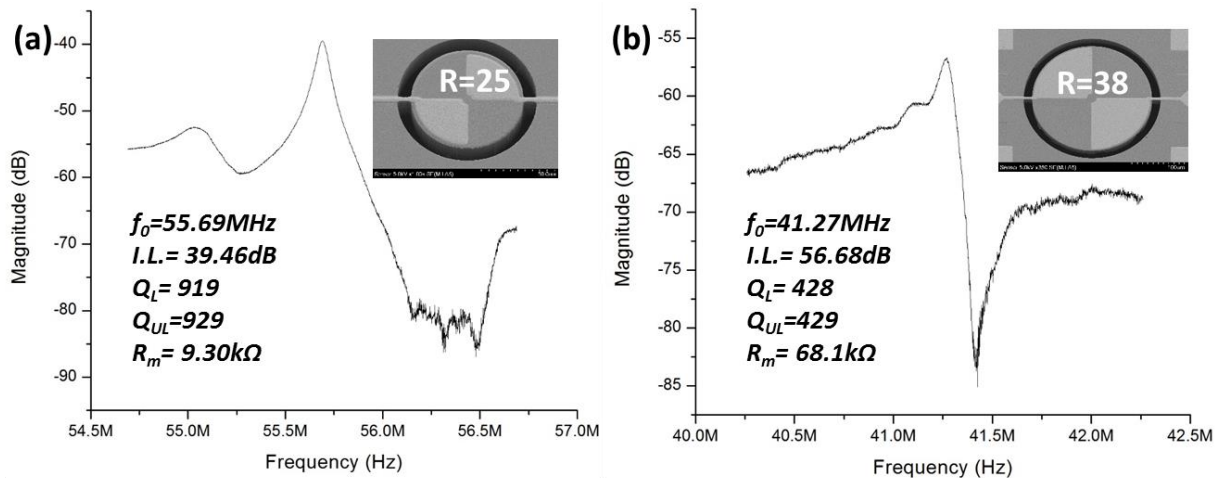 (a)
-40
-50
-60
-70
-80
-90
Magnitude (dB)
54.5M 55.0M 55.5M 56.0M 56.5M 57.0M
Frequency (Hz)
R=25
f0=55.69MHz
I.L.= 39.46dB
QL= 919
QUL=929
Rm= 9.30kΩ
(b)
-55
-60
-65
-70
-75
-80
-85
Magnitude (dB)
40.0M 40.5M 41.0M 41.5M 42.0M 42.5M
Frequency (Hz)
R=38
f0=41.27MHz
I.L.= 56.68dB
QL= 428
QUL=429
Rm= 68.1kΩ